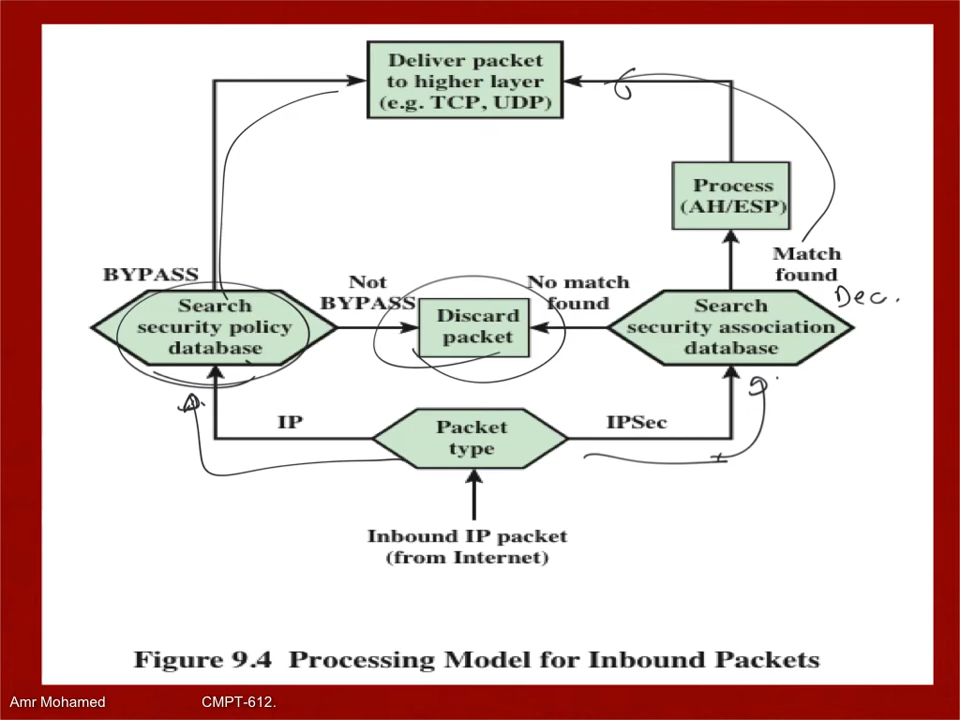 Deliver packet
to higher layer
(e.g. TCP, UDP)
Process
(AH/ESP)
Match
found
Dec.
BYPASS
Not
BYPASS
No match
found
Search
security policy
database
Discard
packet
Search
security association
database
IP
Packet
type
IPSec
Inbound IP packet
(from Internet)
Figure 9.4 Processing Model for Inbound Packets
Amr Mohamed
CMPT-612.